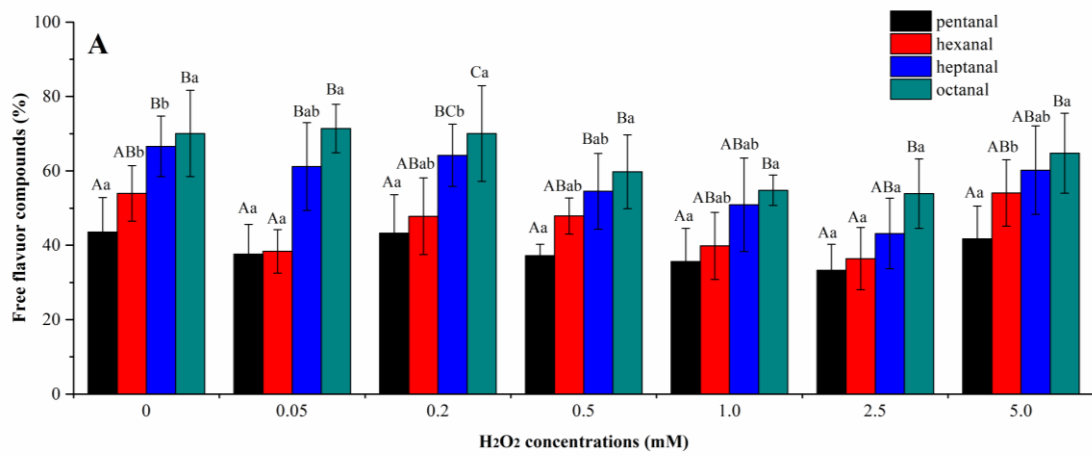 A
pentanal
hexanal
heptanal
octanal
Free flavuor compounds (%)
100
80
60
40
20
0
Aa ABb Bb Ba
Aa Aa Bab Ba
Aa ABab BCb Ca
Aa ABab Bab Ba
Aa ABab ABab Ba
Aa Aa ABa Ba
Aa ABb ABab Ba
0 0.05 0.2 0.5 1.0 2.5 5.0
H2O2 concentrations (mM)